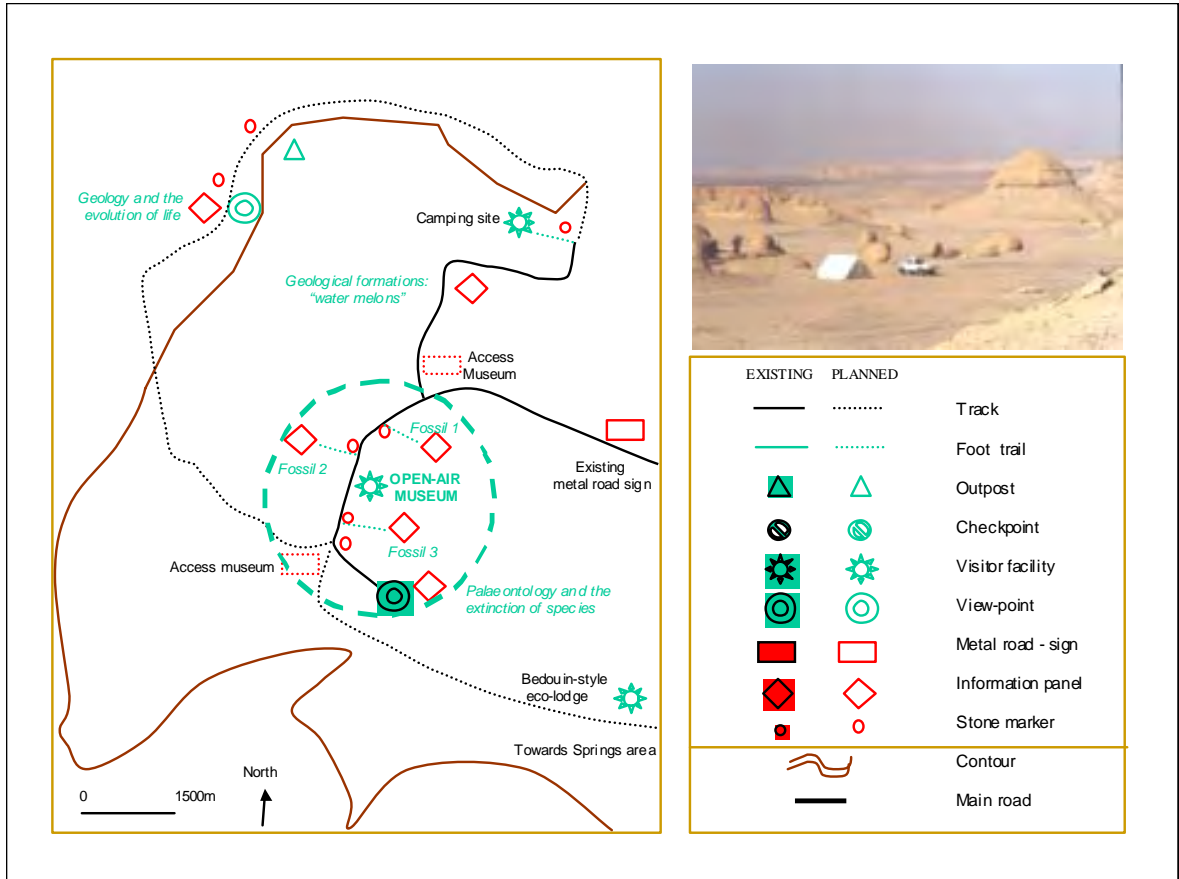 Geology and the
evolution of life
Camping site
Geological formations:
“water melons”
Access
Museum
Fossil 1
Fossil 2
Existing
metal road sign
OPEN-AIR
MUSEUM
Fossil 3
Access museum
Palaeontology and the
extinction of species
Bedouin-style
eco-lodge
Towards Springs area
North
0 1500m
EXISTING PLANNED
Track
Foot trail
Outpost
Checkpoint
Visitor facility
View-point
Metal road - sign
Information panel
Stone marker
Contour
Main road